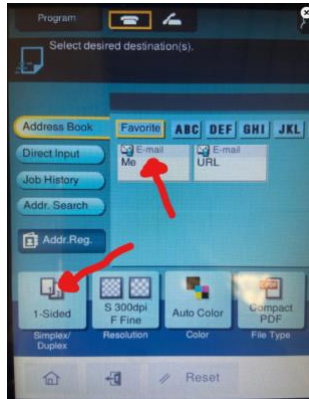 Program
Select desired destination(s).
Address Book
Favorite ABC DEF GHI JKL
Direct Input
E-mail
Me
E-mail
URL
Job History
Addr. Search
Addr.Reg.
1-Sided
S 300dpi
F Fine
Auto Color
Compact
PDF
Simplex/
Duplex
Resolution
Color
File Type
Reset